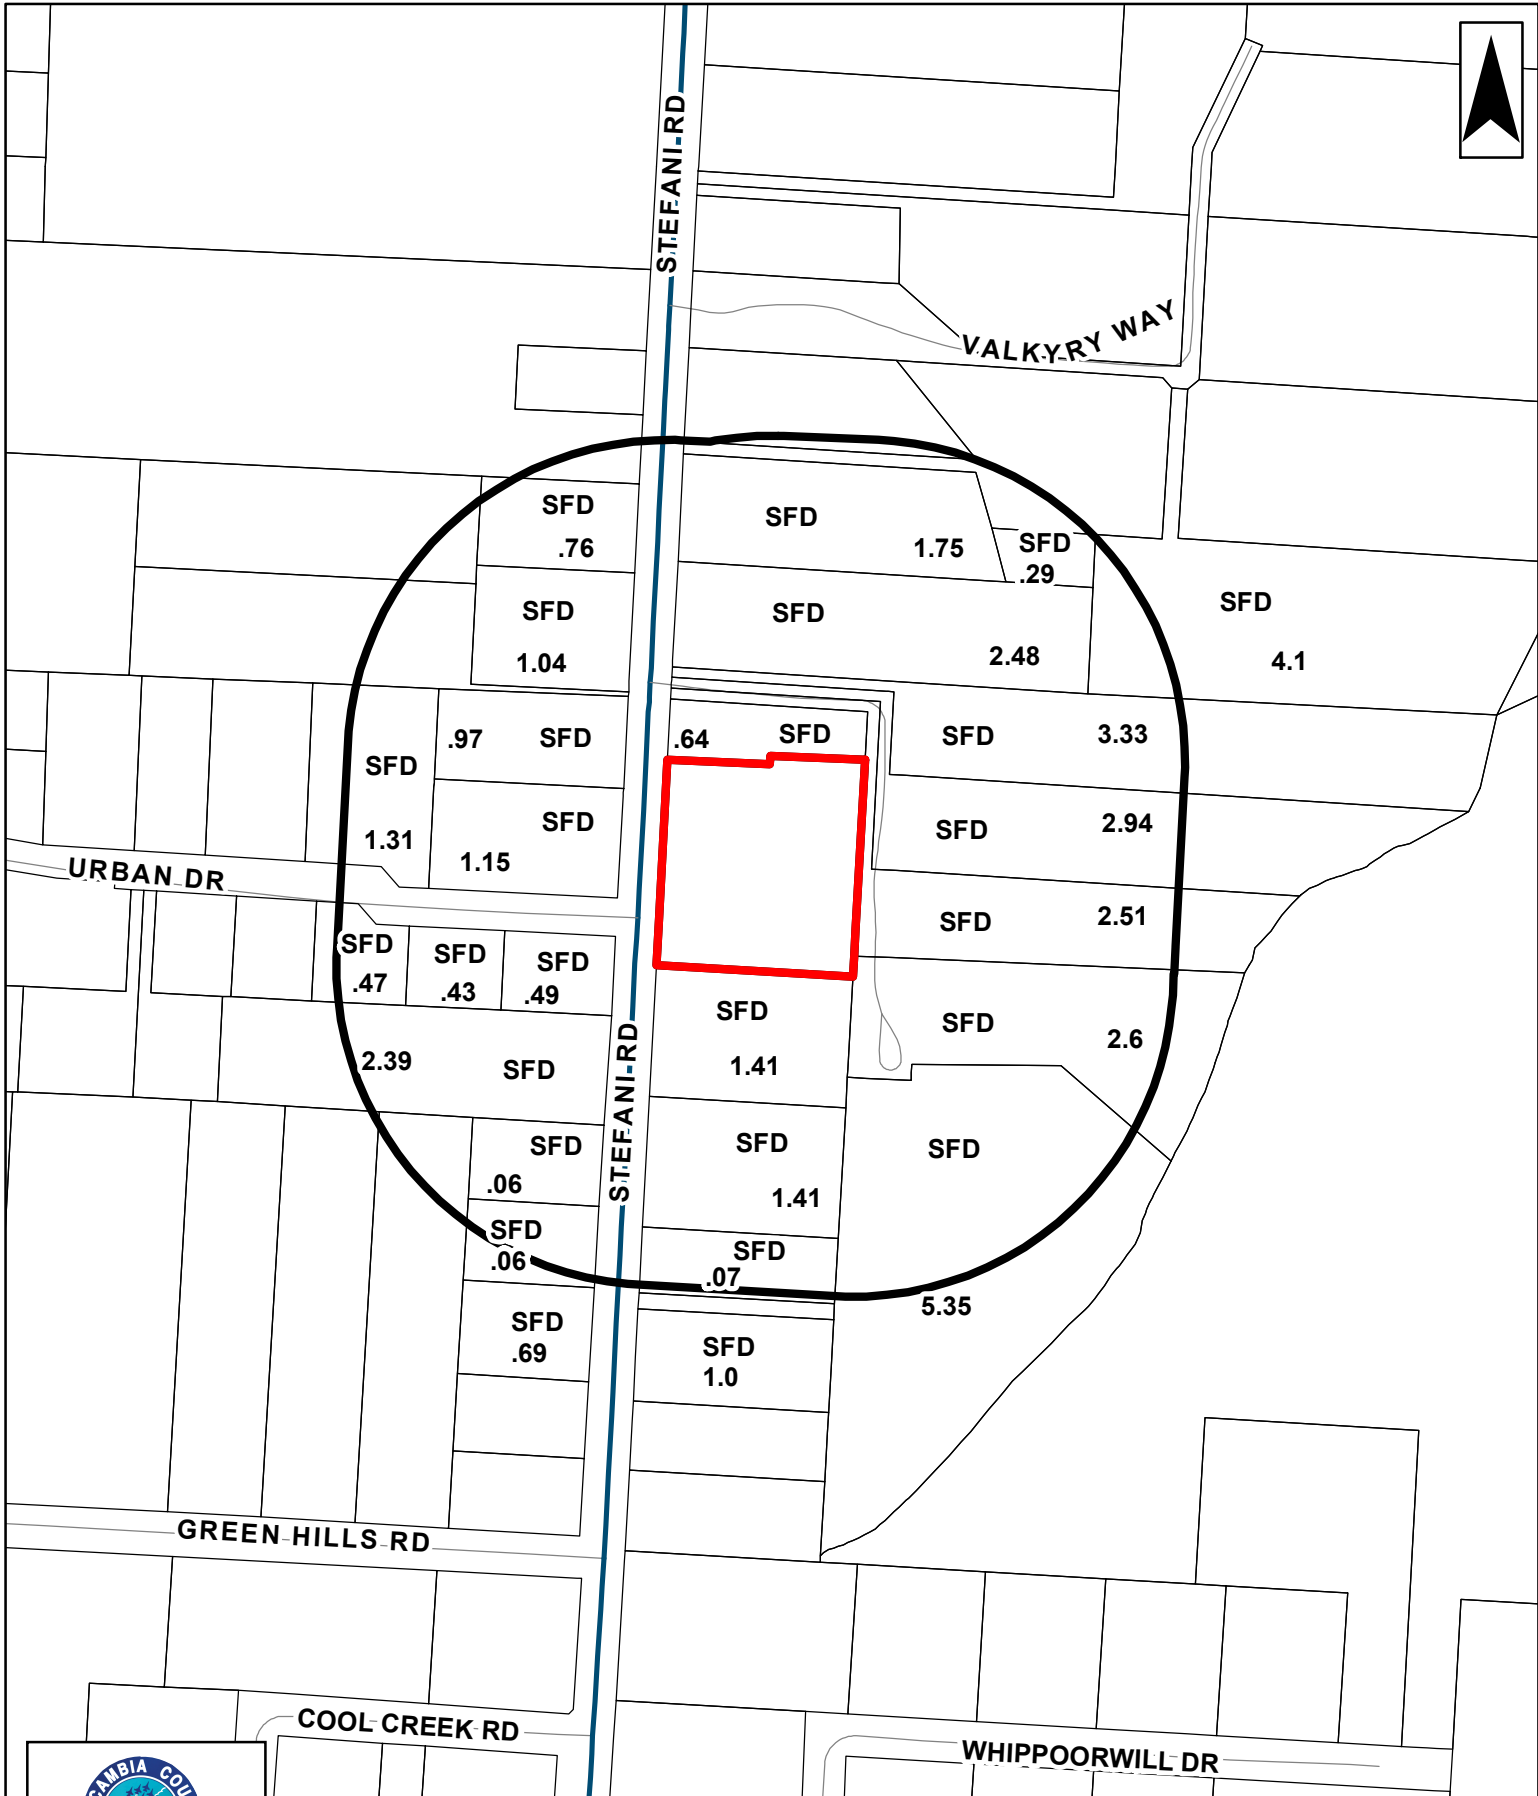 STEFANI RD
VALKYRY WAY
SFD
.76
SFD
1.75
SFD
.29
SFD
4.1
SFD
1.04
SFD
2.48
.97
SFD
.64
SFD
SFD
3.33
SFD
1.31
SFD
1.15
SFD
2.94
URBAN DR
SFD
2.51
SFD
.47
SFD
.43
SFD
.49
SFD
1.41
SFD
2.6
2.39
SFD
STEFANI RD
SFD
.06
SFD
1.41
SFD
5.35
SFD
.06
SFD
.07
SFD
.69
SFD
1.0
GREEN HILLS RD
COOL CREEK RD
WHIPPOORWILL DR